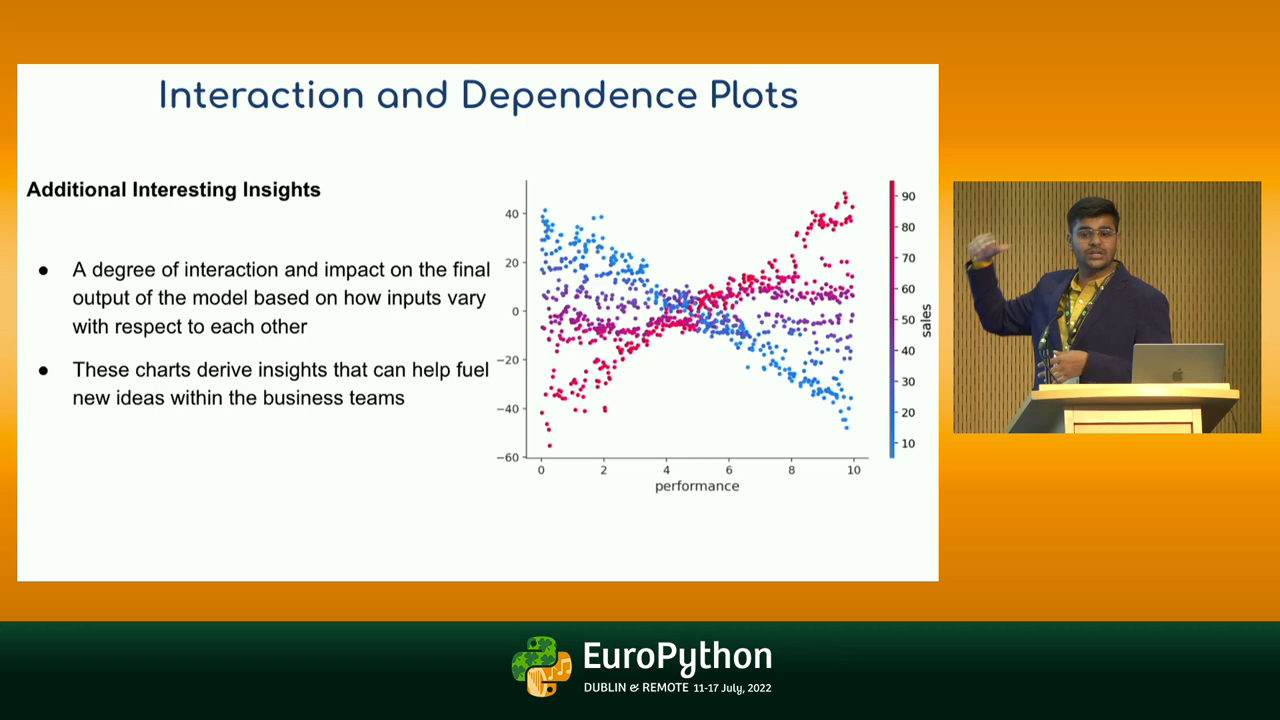 Interaction and Dependence Plots
Additional Interesting Insights
● A degree of interaction and impact on the final
output of the model based on how inputs vary
with respect to each other
● These charts derive insights that can help fuel
new ideas within the business teams
40
20
0
−20
−40
−60
0 2 4 6 8 10
performance
90
80
70
60
50
40
30
20
10
sales
EuroPython
DUBLIN & REMOTE 11-17 July, 2022